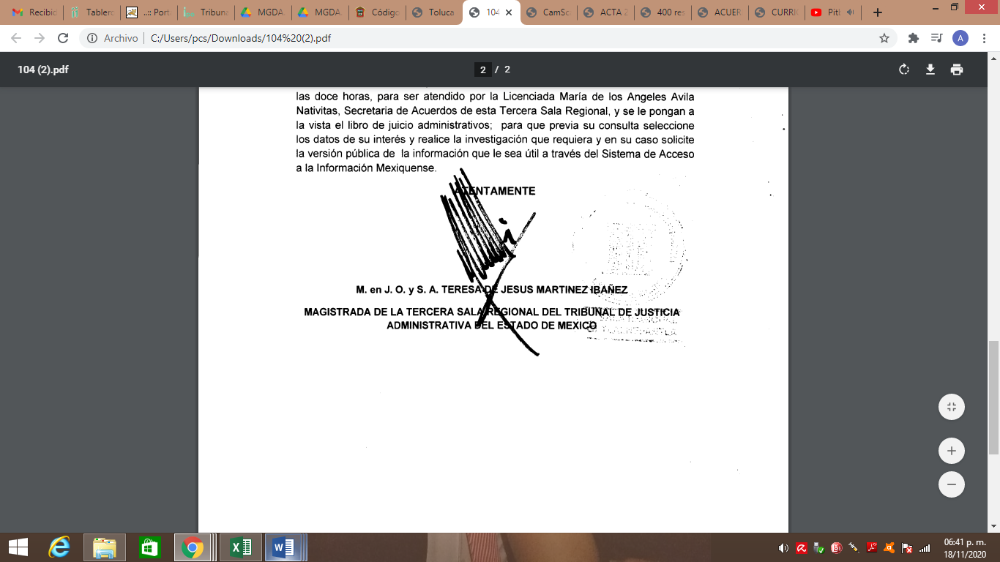 Recibid
Tablero
..:: Port
Tribuna
MGDA
MGDA
Código
Toluca
104
CamSca
ACTA 2
400 res
ACUER
CURRIC
Pitl
Archivo
C:/Users/pcs/Downloads/104%20(2).pdf
A
104 (2).pdf
2 / 2
las doce horas, para ser atendido por la Licenciada María de los Angeles Avila
Nativitas, Secretaria de Acuerdos de esta Tercera Sala Regional, y se le pongan a
la vista el libro de juicio administrativos; para que previa su consulta seleccione
los datos de su interés y realice la investigación que requiera y en su caso solicite
la versión pública de la información que le sea útil a través del Sistema de Acceso
a la Información Mexiquense.
ATENTAMENTE
M. en J. O. y S. A. TERESA DE JESUS MARTINEZ IBAÑEZ
MAGISTRADA DE LA TERCERA SALA REGIONAL DEL TRIBUNAL DE JUSTICIA
ADMINISTRATIVA DEL ESTADO DE MEXICO
06:41 p. m.
18/11/2020